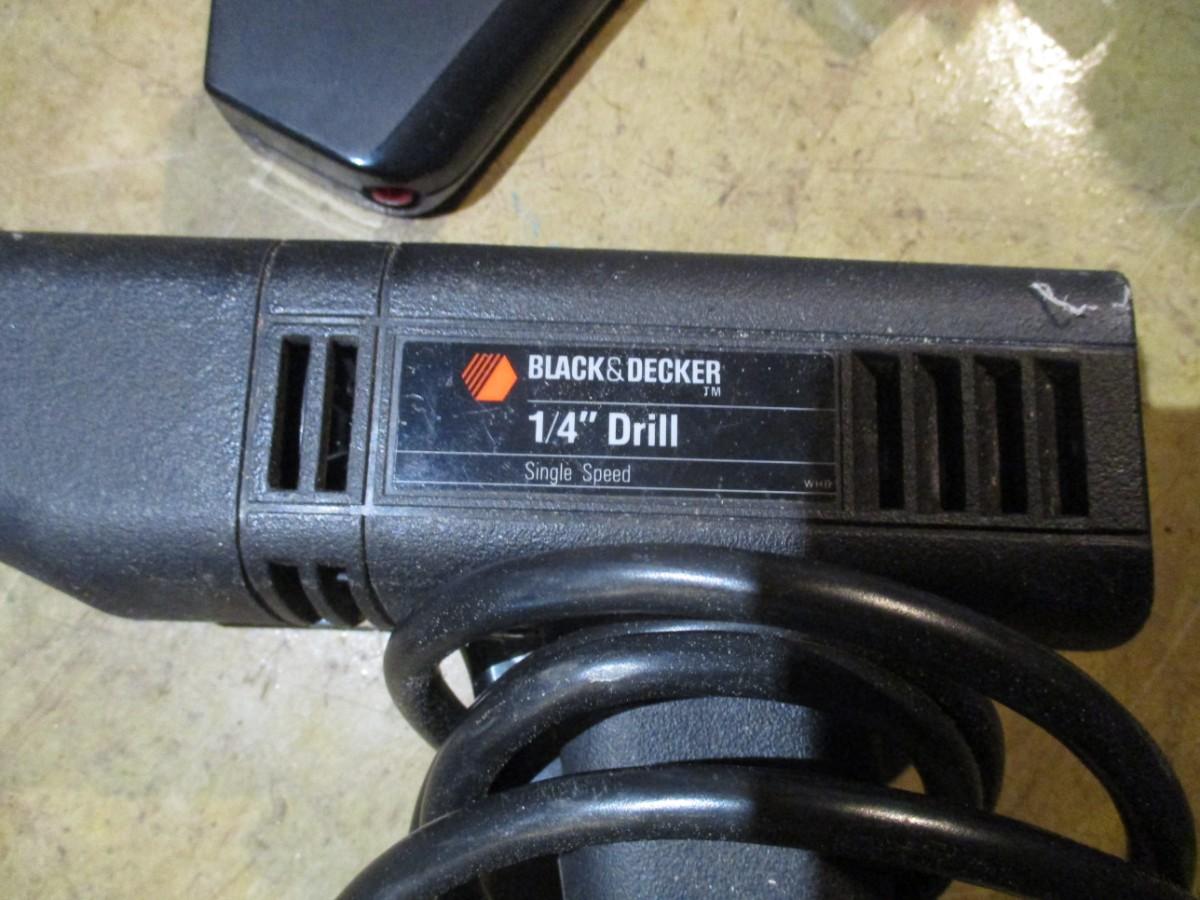 BLACK&DECKER
TM
1/4" Drill
Single Speed